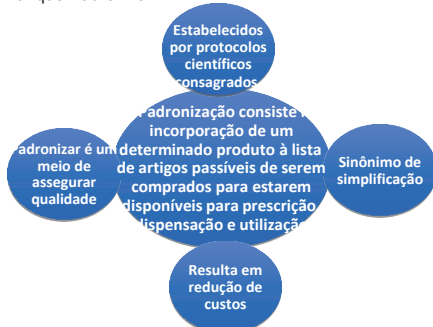 Estabelecidos
por protocolos
científicos
consagrados
Padronização consiste
incorporação de um
determinado produto à lista
de artigos passíveis de serem
comprados para estarem
disponíveis para prescrição
dispensação e utilização
Padronizar é um
meio de
assegurar
qualidade
Sinônimo de
simplificação
Resulta em
redução de
custos